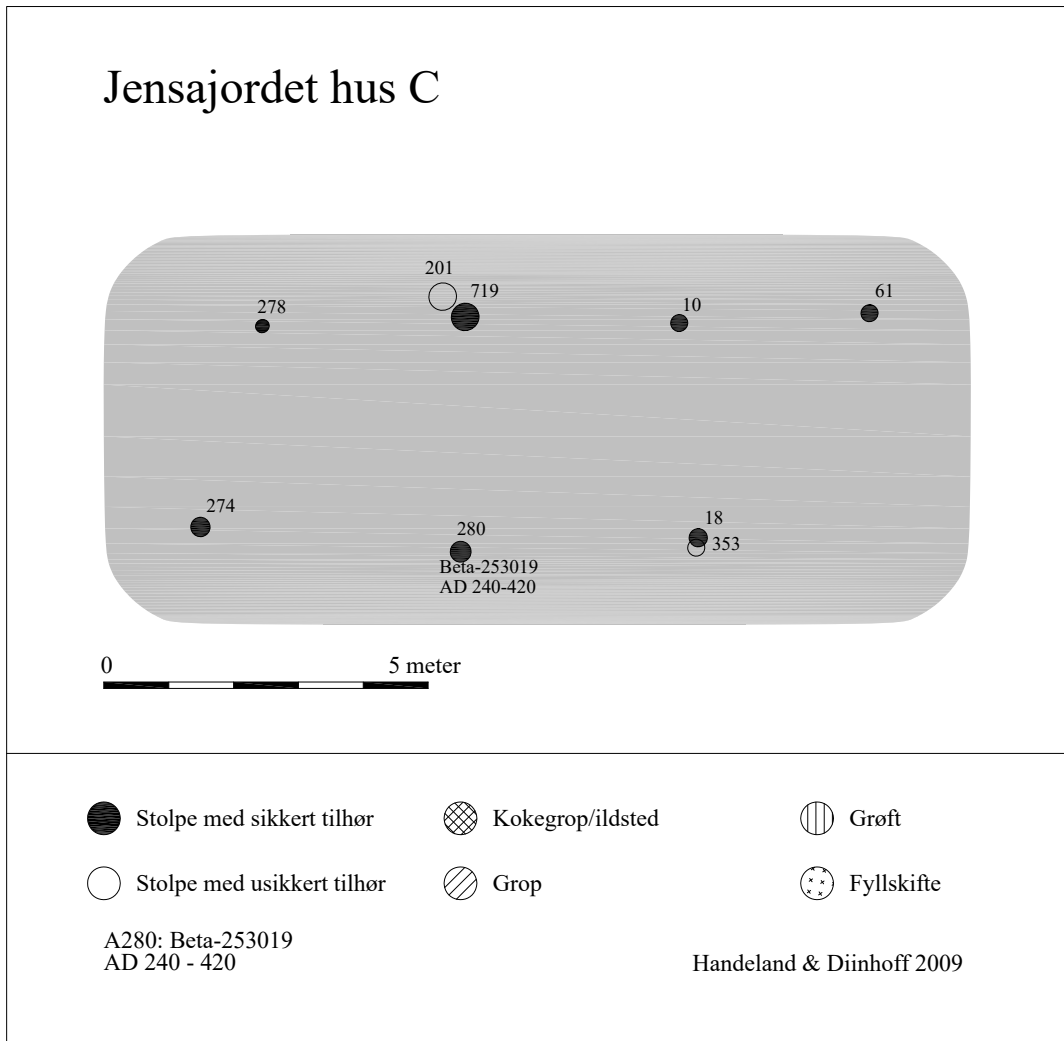 Jensajordet hus C
201
719
278
10
61
274
280
18
353
Beta-253019
AD 240-420
0
5 meter
Stolpe med sikkert tilhør
Kokegrop/ildsted
Grøft
Stolpe med usikkert tilhør
Grop
Fyllskifte
A280: Beta-253019
AD 240 - 420
Handeland & Diinhoff 2009